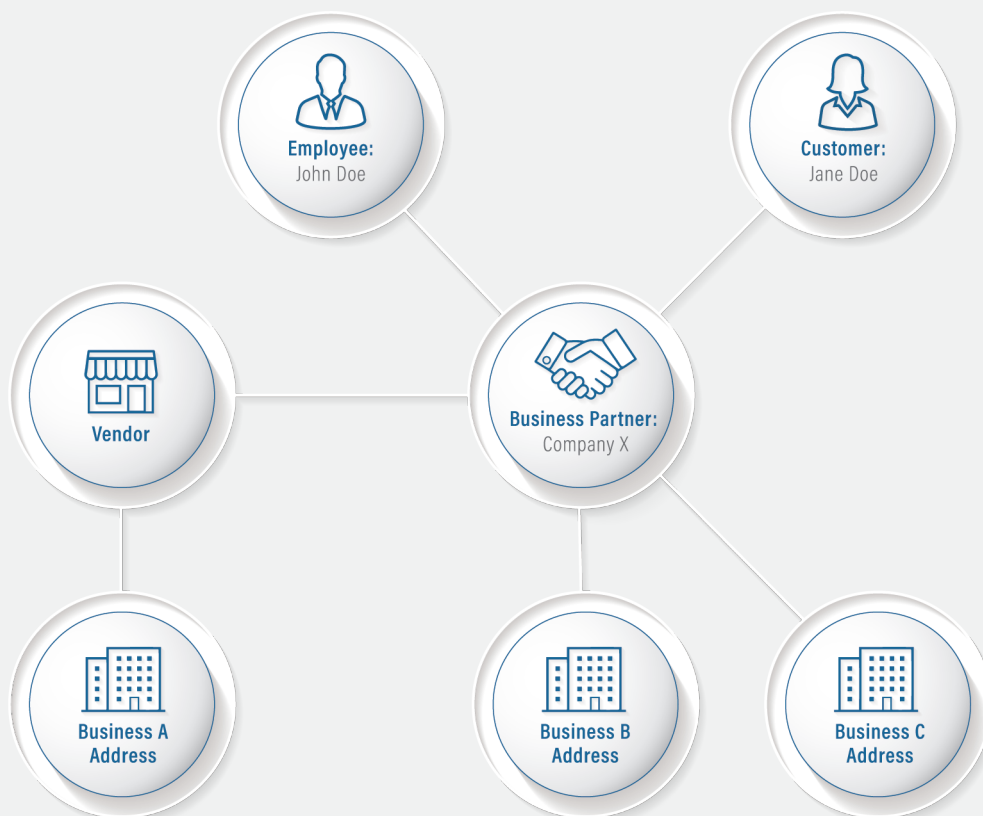 Employee:
John Doe
Customer:
Jane Doe
Vendor
Business Partner:
Company X
Business A
Address
Business B
Address
Business C
Address